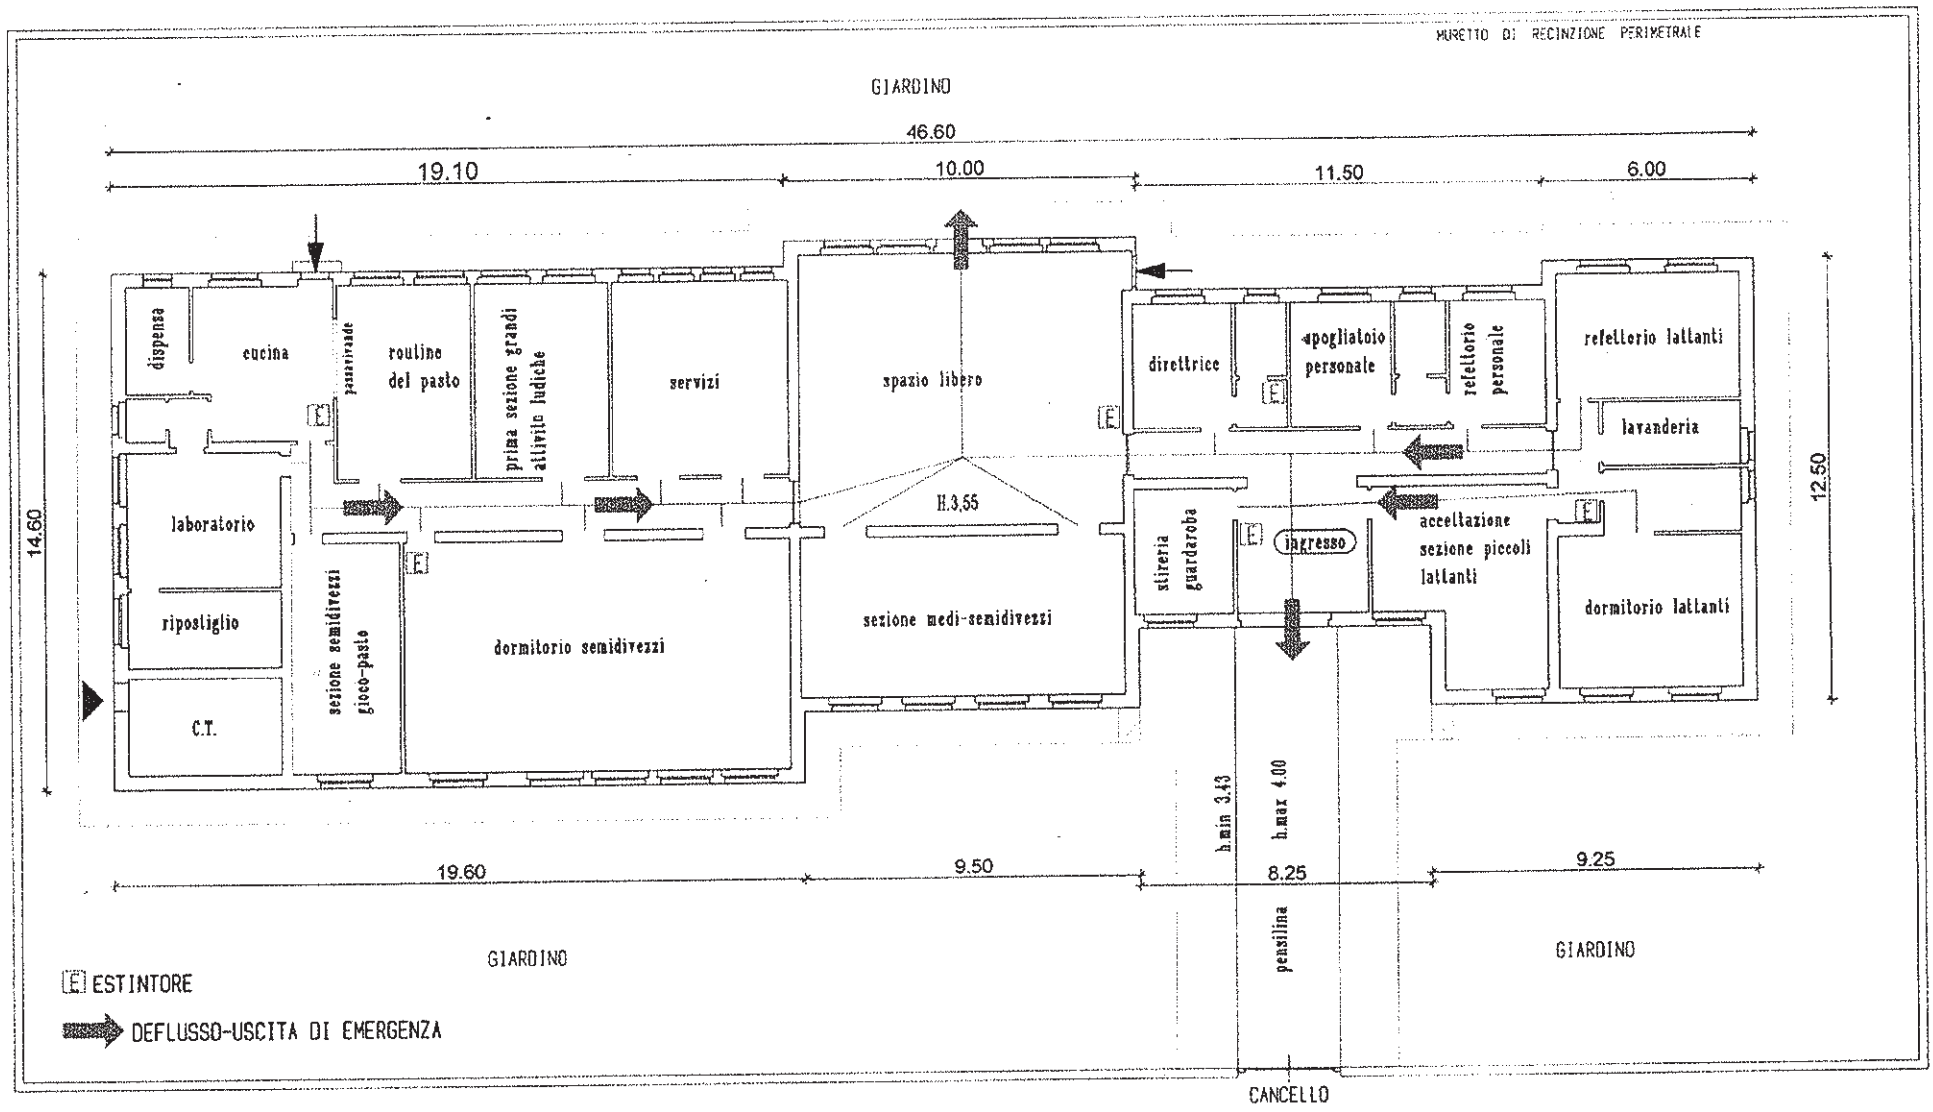 MURETTO DI RECINZIONE PERIMETRALE
GIARDINO
46.60
19.10
10.00
11.50
6.00
dispensa
cucina
passavivande
routine
del pasto
prima sezione grandi
attivito ludiche
servizi
spazio libero
direttrice
spogliatoio
personale
refettorio
personale
refettorio lattanti
lavanderia
E
E
E
14.60
12.50
laboratorio
H.3,55
stireria
guardaroba
E
ingresso
accettazione
sezione piccoli
lattanti
E
E
ripostiglio
C.T.
sezione semidivezzi
gioco-pasto
dormitorio semidivezzi
sezione medi-semidivezzi
dormitorio lattanti
h.min 3.43
h.max 4.00
19.60
9.50
8.25
9.25
pensilina
GIARDINO
GIARDINO
E ESTINTORE
DEFLUSSO-USCITA DI EMERGENZA
CANCELLO